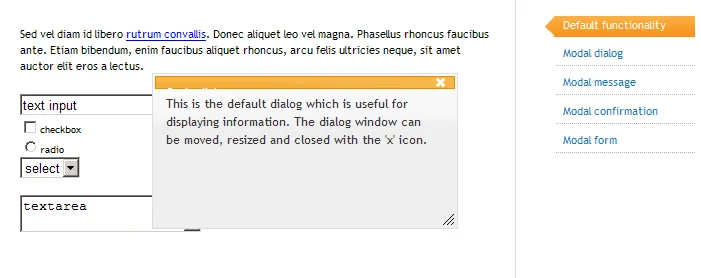 Sed vel diam id libero rutrum convallis. Donec aliquet leo vel magna. Phasellus rhoncus faucibus
ante. Etiam bibendum, enim faucibus aliquet rhoncus, arcu felis ultricies neque, sit amet
auctor elit eros a lectus.
text input
checkbox
radio
select
textarea
This is the default dialog which is useful for
displaying information. The dialog window can
be moved, resized and closed with the 'x' icon.
Default functionality
Modal dialog
Modal message
Modal confirmation
Modal form